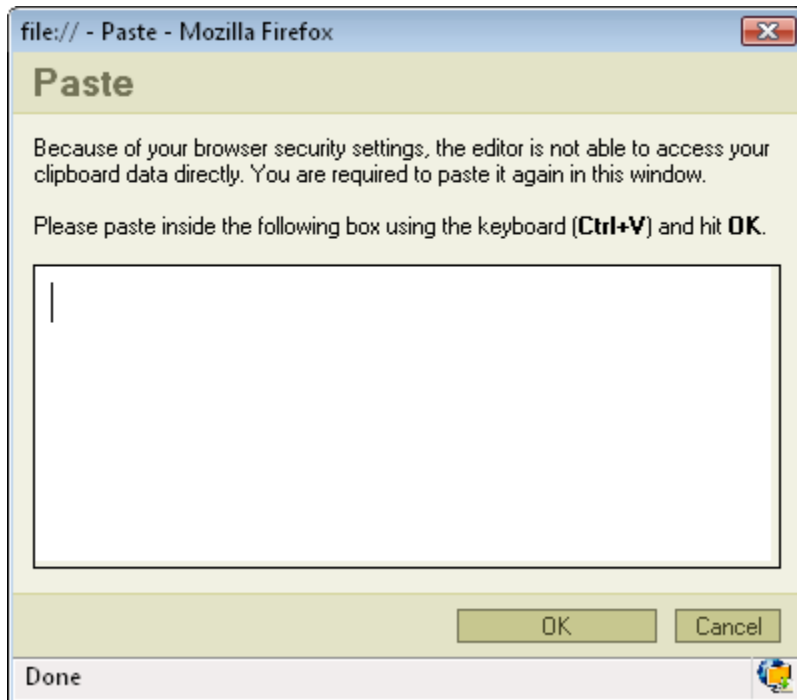 file:// - Paste - Mozilla Firefox
Paste
Because of your browser security settings, the editor is not able to access your
clipboard data directly. You are required to paste it again in this window.
Please paste inside the following box using the keyboard (Ctrl+V) and hit OK.
OK
Cancel
Done